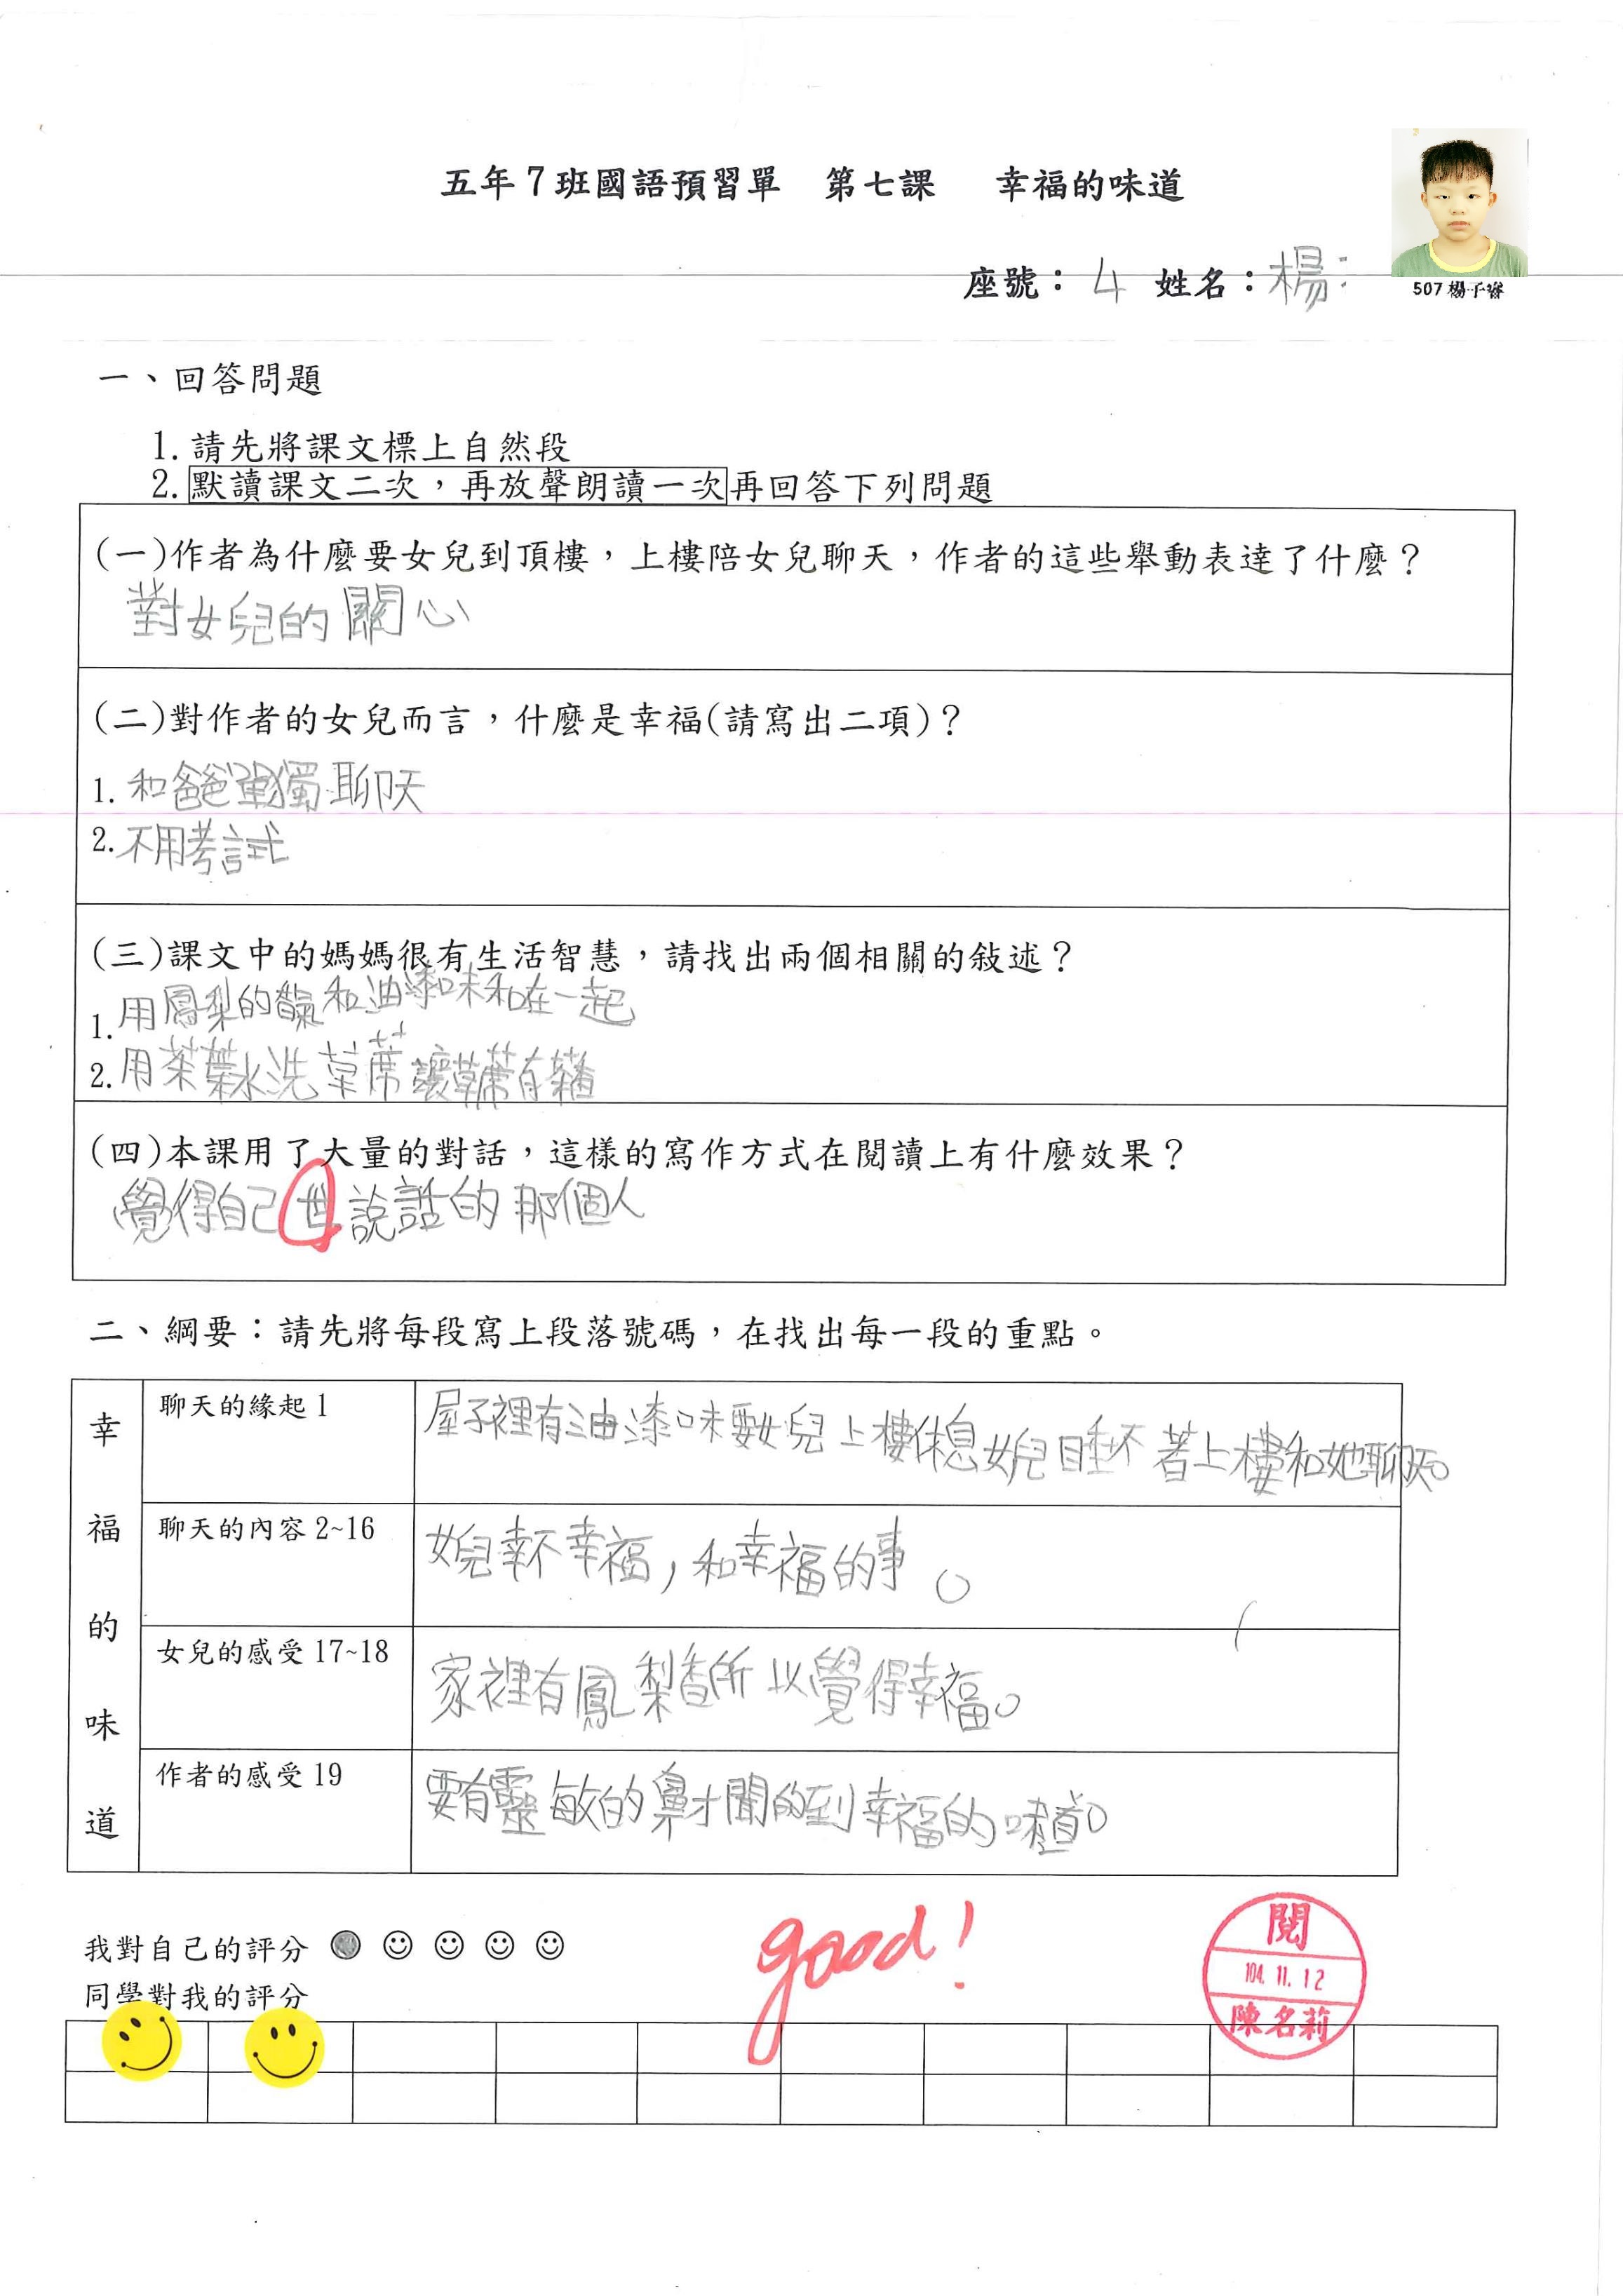 五年7班國語預習單 第七課 幸福的味道
座號：4 姓名：楊
507 楊子睿
一、回答問題
1. 請先將課文標上自然段
2. 默讀課文二次，再放聲朗讀一次再回答下列問題
(一)作者為什麼要女兒到頂樓，上樓陪女兒聊天，作者的這些舉動表達了什麼？
對女兒的關心
(二)對作者的女兒而言，什麼是幸福(請寫出二項)？
1. 和爸爸單獨聊天
2. 不用考試
(三)課文中的媽媽很有生活智慧，請找出兩個相關的敍述？
1. 用鳳梨的香氣和油漆味和在一起
2. 用茶葉水洗草蓆讓草蓆有茶香
(四)本課用了大量的對話，這樣的寫作方式在閱讀上有什麼效果？
覺得自己世說話的那個人
二、綱要：請先將每段寫上段落號碼，在找出每一段的重點。
幸福的味道
聊天的緣起1
屋子裡有油漆味要女兒上樓休息女兒睡不著上樓和她聊天。
聊天的內容2~16
女兒幸不幸福，和幸福的事。
女兒的感受17~18
家裡有鳳梨香所以覺得幸福。
作者的感受19
要有靈敏的鼻才聞的到幸福的味道。
我對自己的評分
同學對我的評分
good!
閱
104.11.12
陳名莉